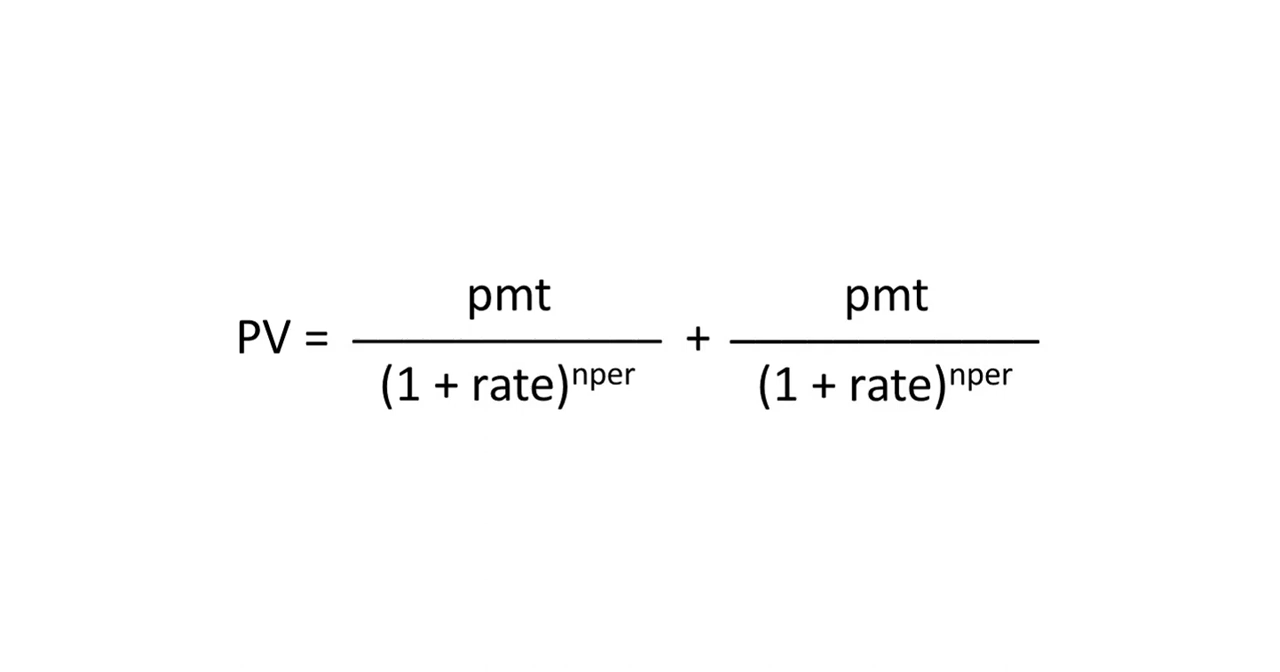 PV = pmt / (1 + rate)^nper + pmt / (1 + rate)^nper